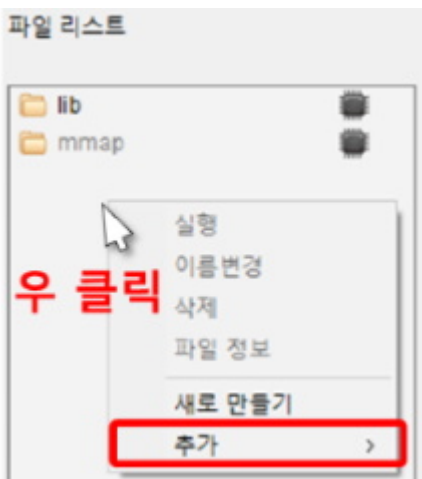 파일 리스트
lib
mmap
실행
이름변경
우 클릭
삭제
파일 정보
새로 만들기
추가 >